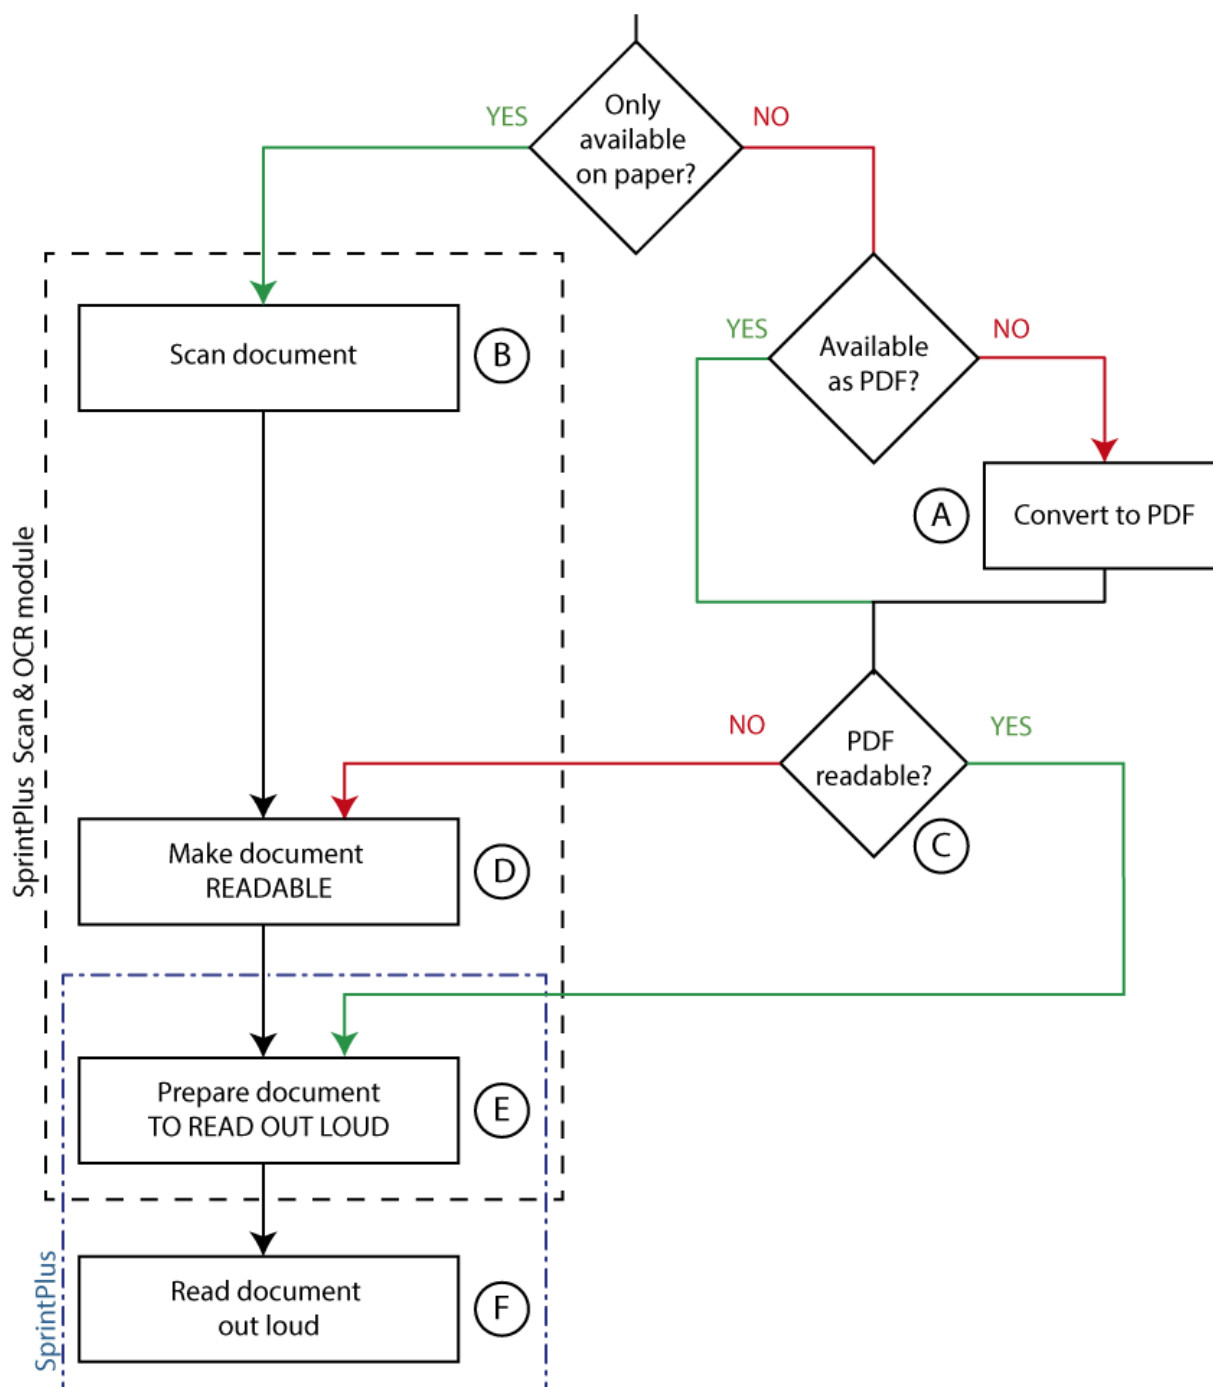 Only
available
on paper?
YES
NO
Scan document
B
Available
as PDF?
YES
NO
A
Convert to PDF
SprintPlus Scan & OCR module
PDF
readable?
NO
YES
C
Make document
READABLE
D
Prepare document
TO READ OUT LOUD
E
SprintPlus
Read document
out loud
F